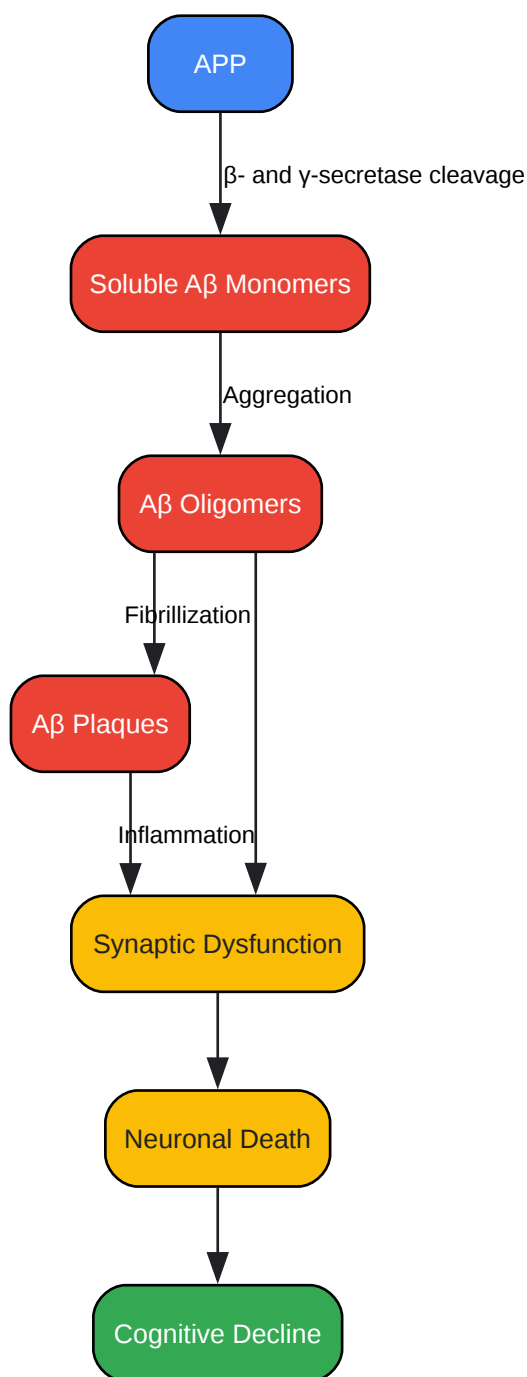 APP
β- and γ-secretase cleavage
Soluble Aβ Monomers
Aggregation
Aβ Oligomers
Fibrillization
Aβ Plaques
Inflammation
Synaptic Dysfunction
Neuronal Death
Cognitive Decline